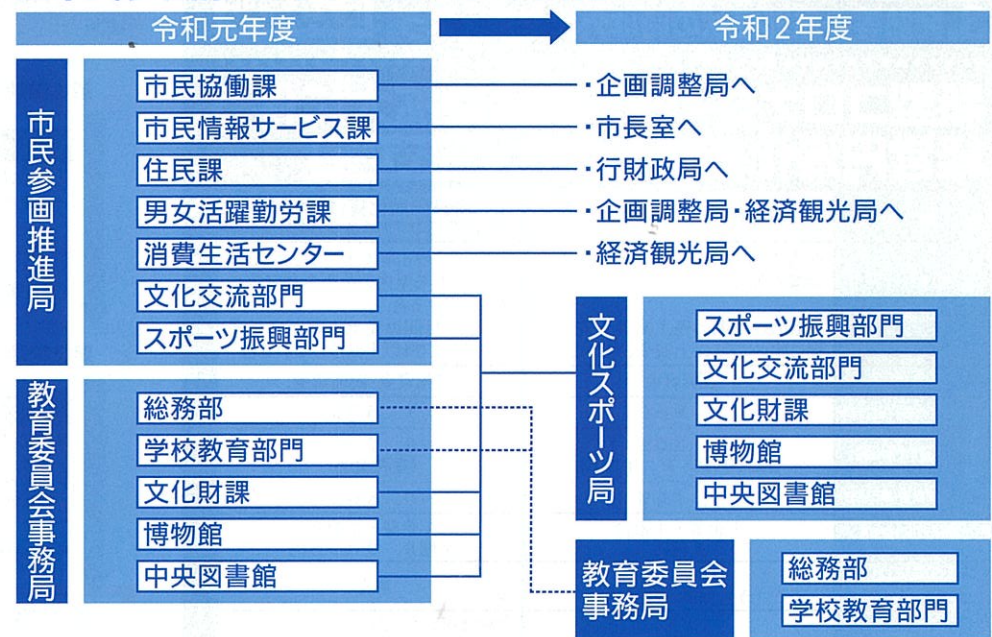 令和元年度
令和2年度
市民参画推進局
市民協働課
・企画調整局へ
市民情報サービス課
・市長室へ
住民課
・行財政局へ
男女活躍勤労課
・企画調整局・経済観光局へ
消費生活センター
・経済観光局へ
文化交流部門
スポーツ振興部門
教育委員会事務局
総務部
学校教育部門
文化財課
博物館
中央図書館
文化スポーツ局
スポーツ振興部門
文化交流部門
文化財課
博物館
中央図書館
教育委員会
事務局
総務部
学校教育部門